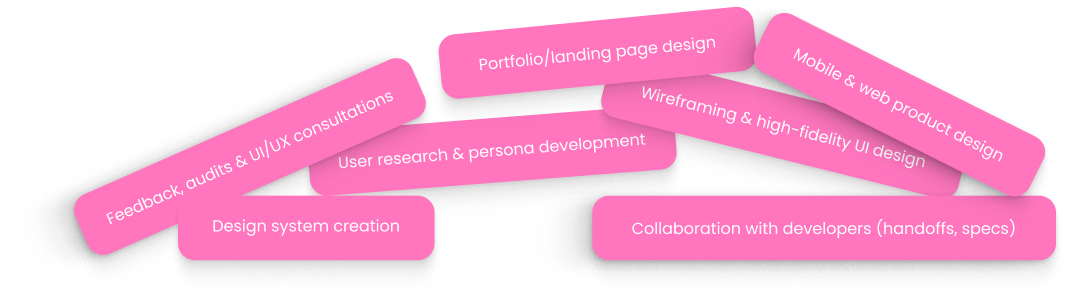 Portfolio/landing page design
Mobile & web product design
Feedback, audits & UI/UX consultations
Wireframing & high-fidelity UI design
User research & persona development
Design system creation
Collaboration with developers (handoffs, specs)